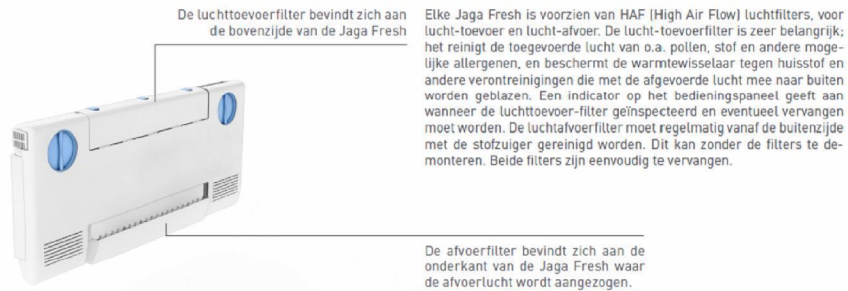 De luchttoevoerfilter bevindt zich aan
de bovenzijde van de Jaga Fresh
Elke Jaga Fresh is voorzien van HAF (High Air Flow) luchtfilters, voor
lucht-toevoer en lucht-afvoer. De lucht-toevoerfilter is zeer belangrijk;
het reinigt de toegevoerde lucht van o.a. pollen, stof en andere moge-
lijke allergenen, en beschermt de warmtewisselaar tegen huisstof en
andere verontreinigingen die met de afgevoerde lucht mee naar buiten
worden geblazen. Een indicator op het bedieningspaneel geeft aan
wanneer de luchttoevoer-filter geïnspecteerd en eventueel vervangen
moet worden. De luchtafvoerfilter moet regelmatig vanaf de buitenzijde
met de stofzuiger gereinigd worden. Dit kan zonder de filters te de-
monteren. Beide filters zijn eenvoudig te vervangen.
De afvoerfilter bevindt zich aan de
onderkant van de Jaga Fresh waar
de afvoerlucht wordt aangezogen.